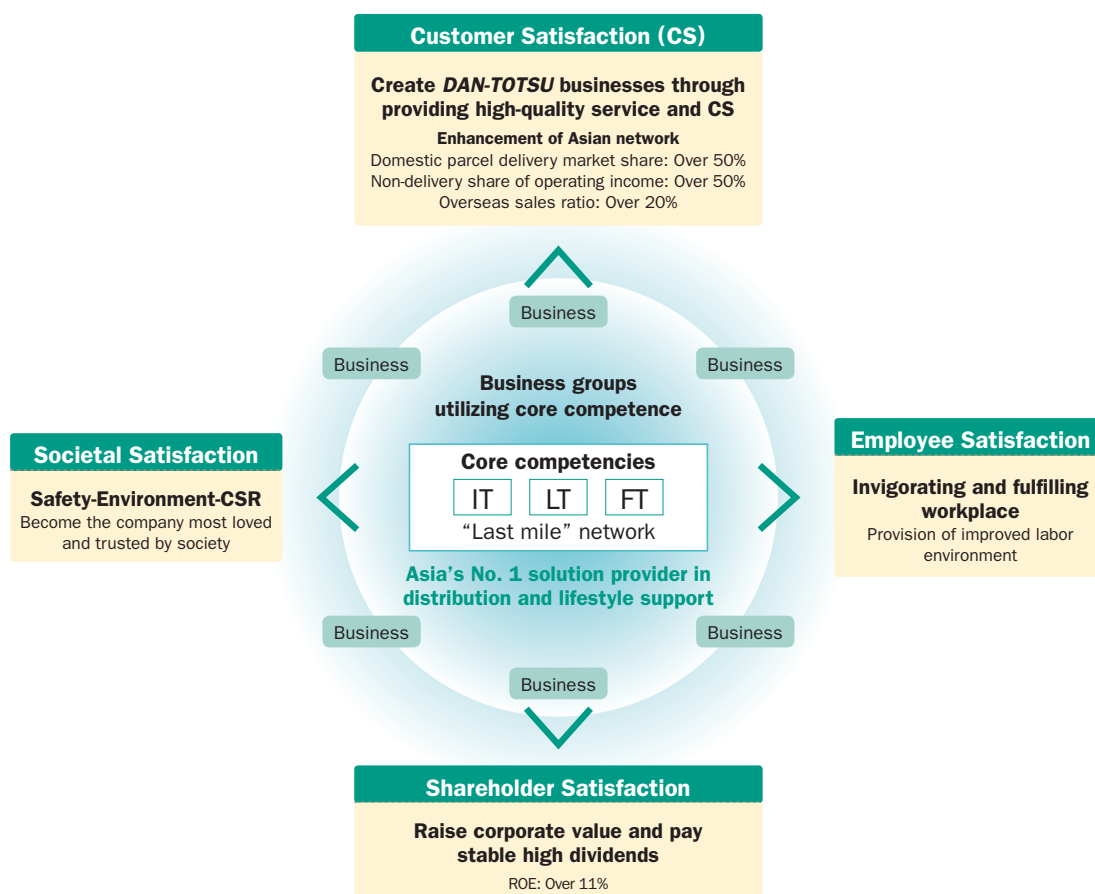 Customer Satisfaction (CS)
Create DAN-TOTSU businesses through
providing high-quality service and CS
Enhancement of Asian network
Domestic parcel delivery market share: Over 50%
Non-delivery share of operating income: Over 50%
Overseas sales ratio: Over 20%
Business
Business
Business
Business groups
utilizing core competence
Societal Satisfaction
Safety-Environment-CSR
Become the company most loved
and trusted by society
Core competencies
IT LT FT
“Last mile” network
Asia’s No. 1 solution provider in
distribution and lifestyle support
Employee Satisfaction
Invigorating and fulfilling
workplace
Provision of improved labor
environment
Business
Business
Business
Shareholder Satisfaction
Raise corporate value and pay
stable high dividends
ROE: Over 11%